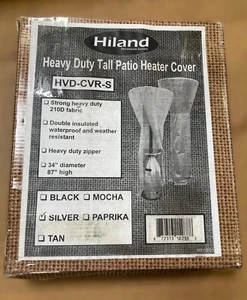 Hiland
Heavy Duty Tall Patio Heater Cover
HVD-CVR-S
Strong heavy duty
210D fabric
Double insulated
waterproof and weather
resistant
Heavy duty zipper
34" diameter
87" high
BLACK MOCHA
SILVER PAPRIKA
TAN